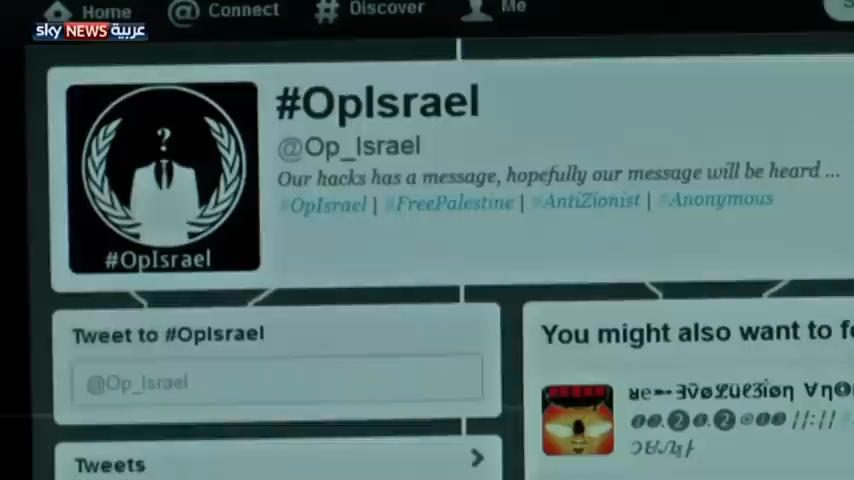 Home
Connect
Discover
Me
sky NEWS عربية
#OpIsrael
@Op_Israel
Our hacks has a message, hopefully our message will be heard ...
#OpIsrael | #FreePalestine | #AntiZionist | #Anonymous
#OpIsrael
Tweet to #OpIsrael
@Op_Israel
You might also want to fo
Tweets